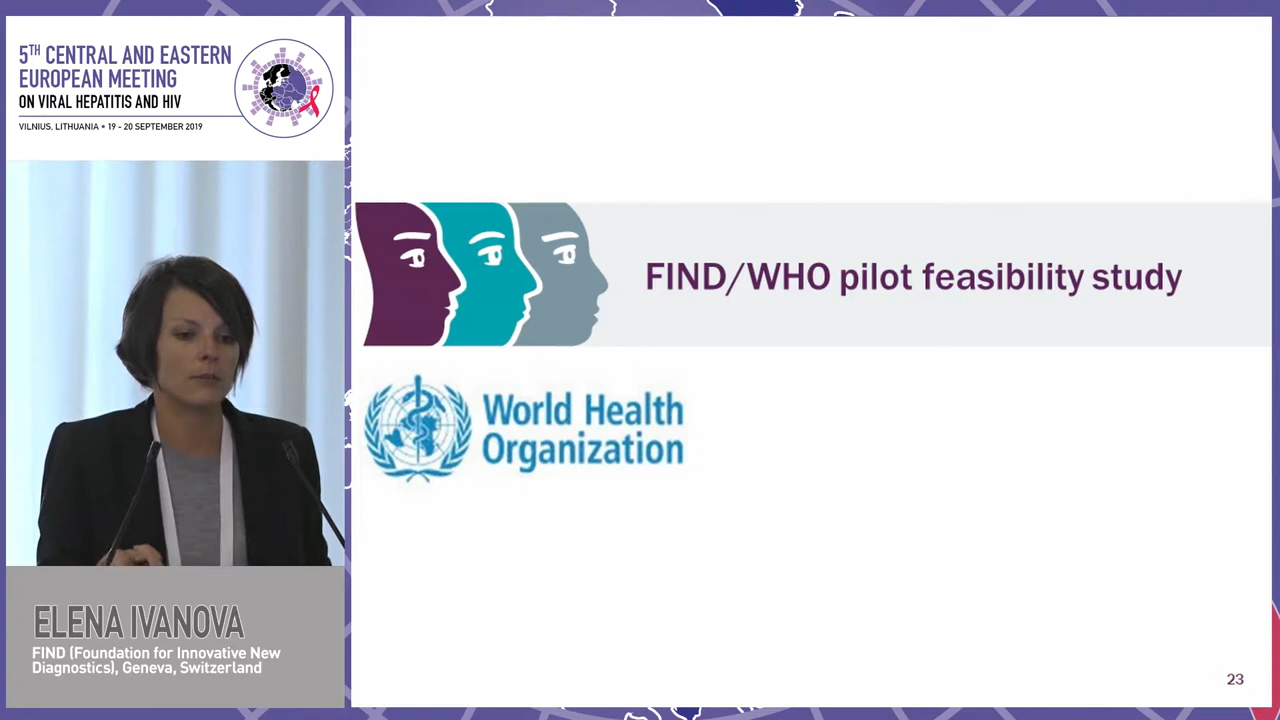 5TH CENTRAL AND EASTERN
EUROPEAN MEETING
ON VIRAL HEPATITIS AND HIV
VILNIUS, LITHUANIA • 19 - 20 SEPTEMBER 2019
FIND/WHO pilot feasibility study
World Health
Organization
ELENA IVANOVA
FIND (Foundation for Innovative New
Diagnostics), Geneva, Switzerland
23